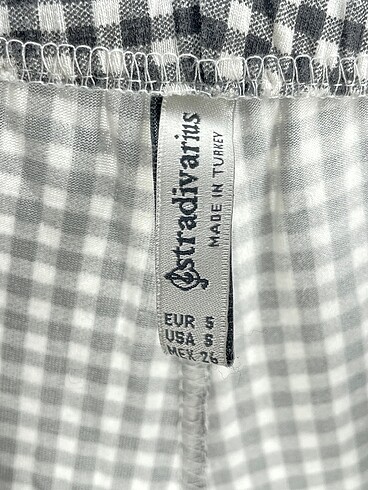 stradivarius
MADE IN TURKEY
EUR S
USA S
MEX 26